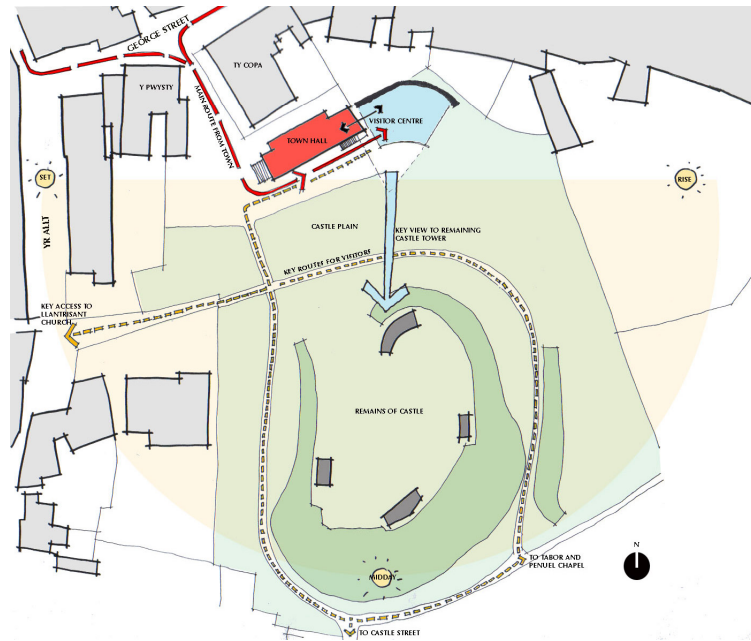 GEORGE STREET
TY COPA
Y PWYSTY
MAIN ROUTE FROM TOWN
VISITOR CENTRE
TOWN HALL
SET
RISE
YR ALLT
CASTLE PLAIN
KEY VIEW TO REMAINING
CASTLE TOWER
KEY ROUTES FOR VISITORS
KEY ACCESS TO
LLANTRISANT
CHURCH
REMAINS OF CASTLE
N
TO TABOR AND
PENUEL CHAPEL
MIDDAY
TO CASTLE STREET